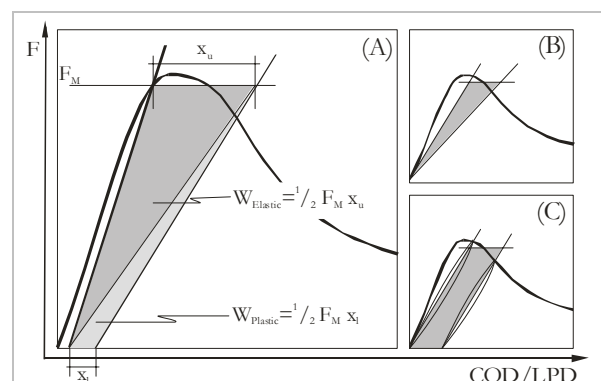 F
(A)
x_u
F_M
W_Elastic=1/2 F_M x_u
W_Plastic=1/2 F_M x_l
x_l
(B)
(C)
COD/LPD